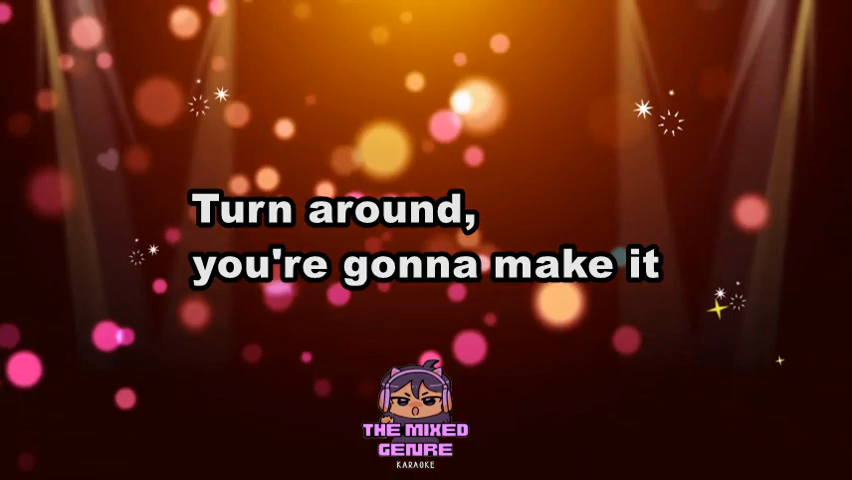 Turn around,
you're gonna make it
THE MIXED
GENRE
KARAOKE